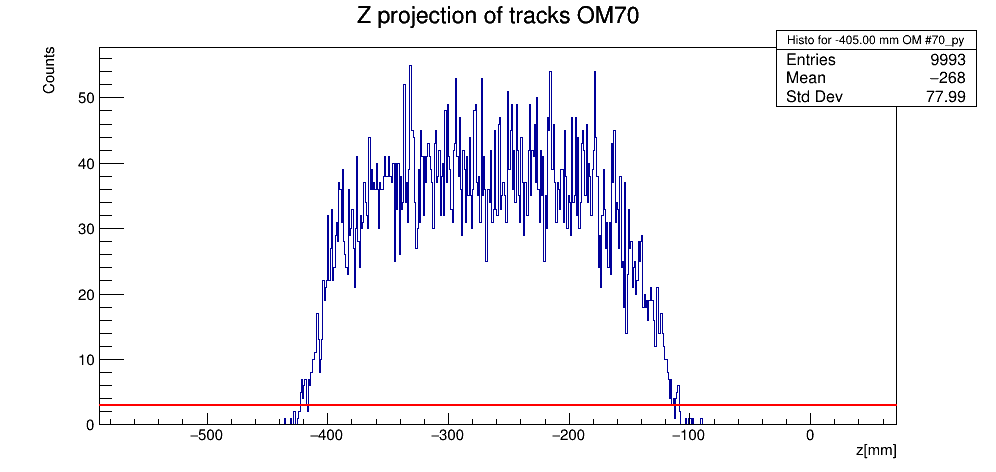 Z projection of tracks OM70
Histo for -405.00 mm OM #70_py
Entries 9993
Mean −268
Std Dev 77.99
Counts
50
40
30
20
10
0
−500 −400 −300 −200 −100 0
z[mm]